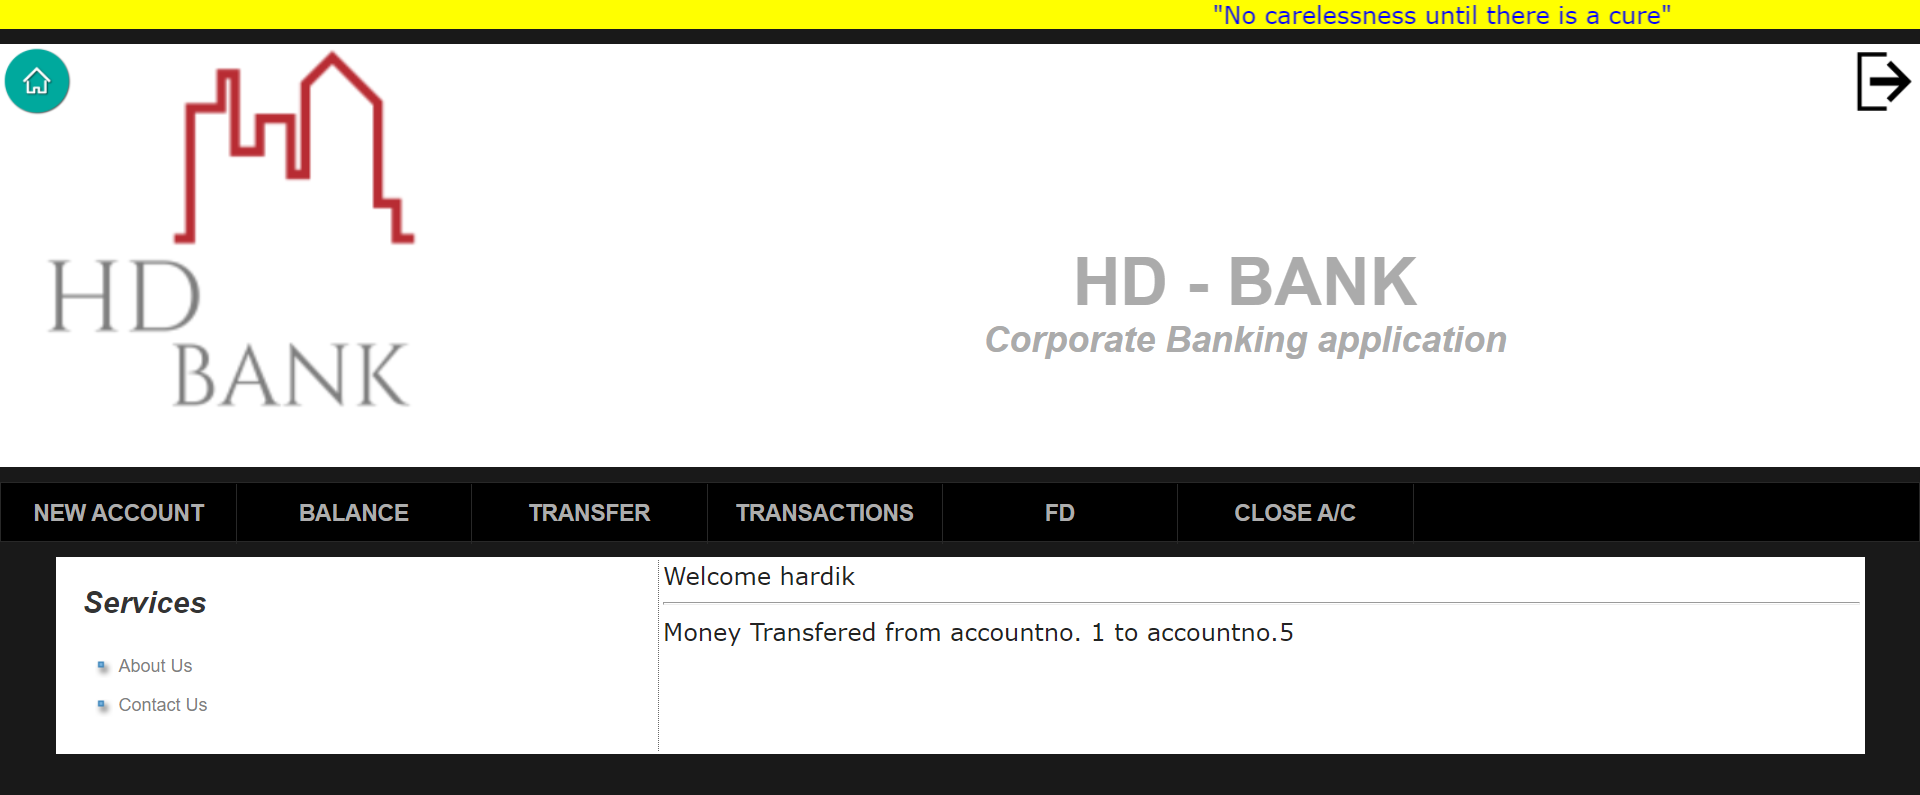 "No carelessness until there is a cure"
HD
BANK
HD - BANK
Corporate Banking application
NEW ACCOUNT BALANCE TRANSFER TRANSACTIONS FD CLOSE A/C
Services
About Us
Contact Us
Welcome hardik
Money Transfered from accountno. 1 to accountno.5